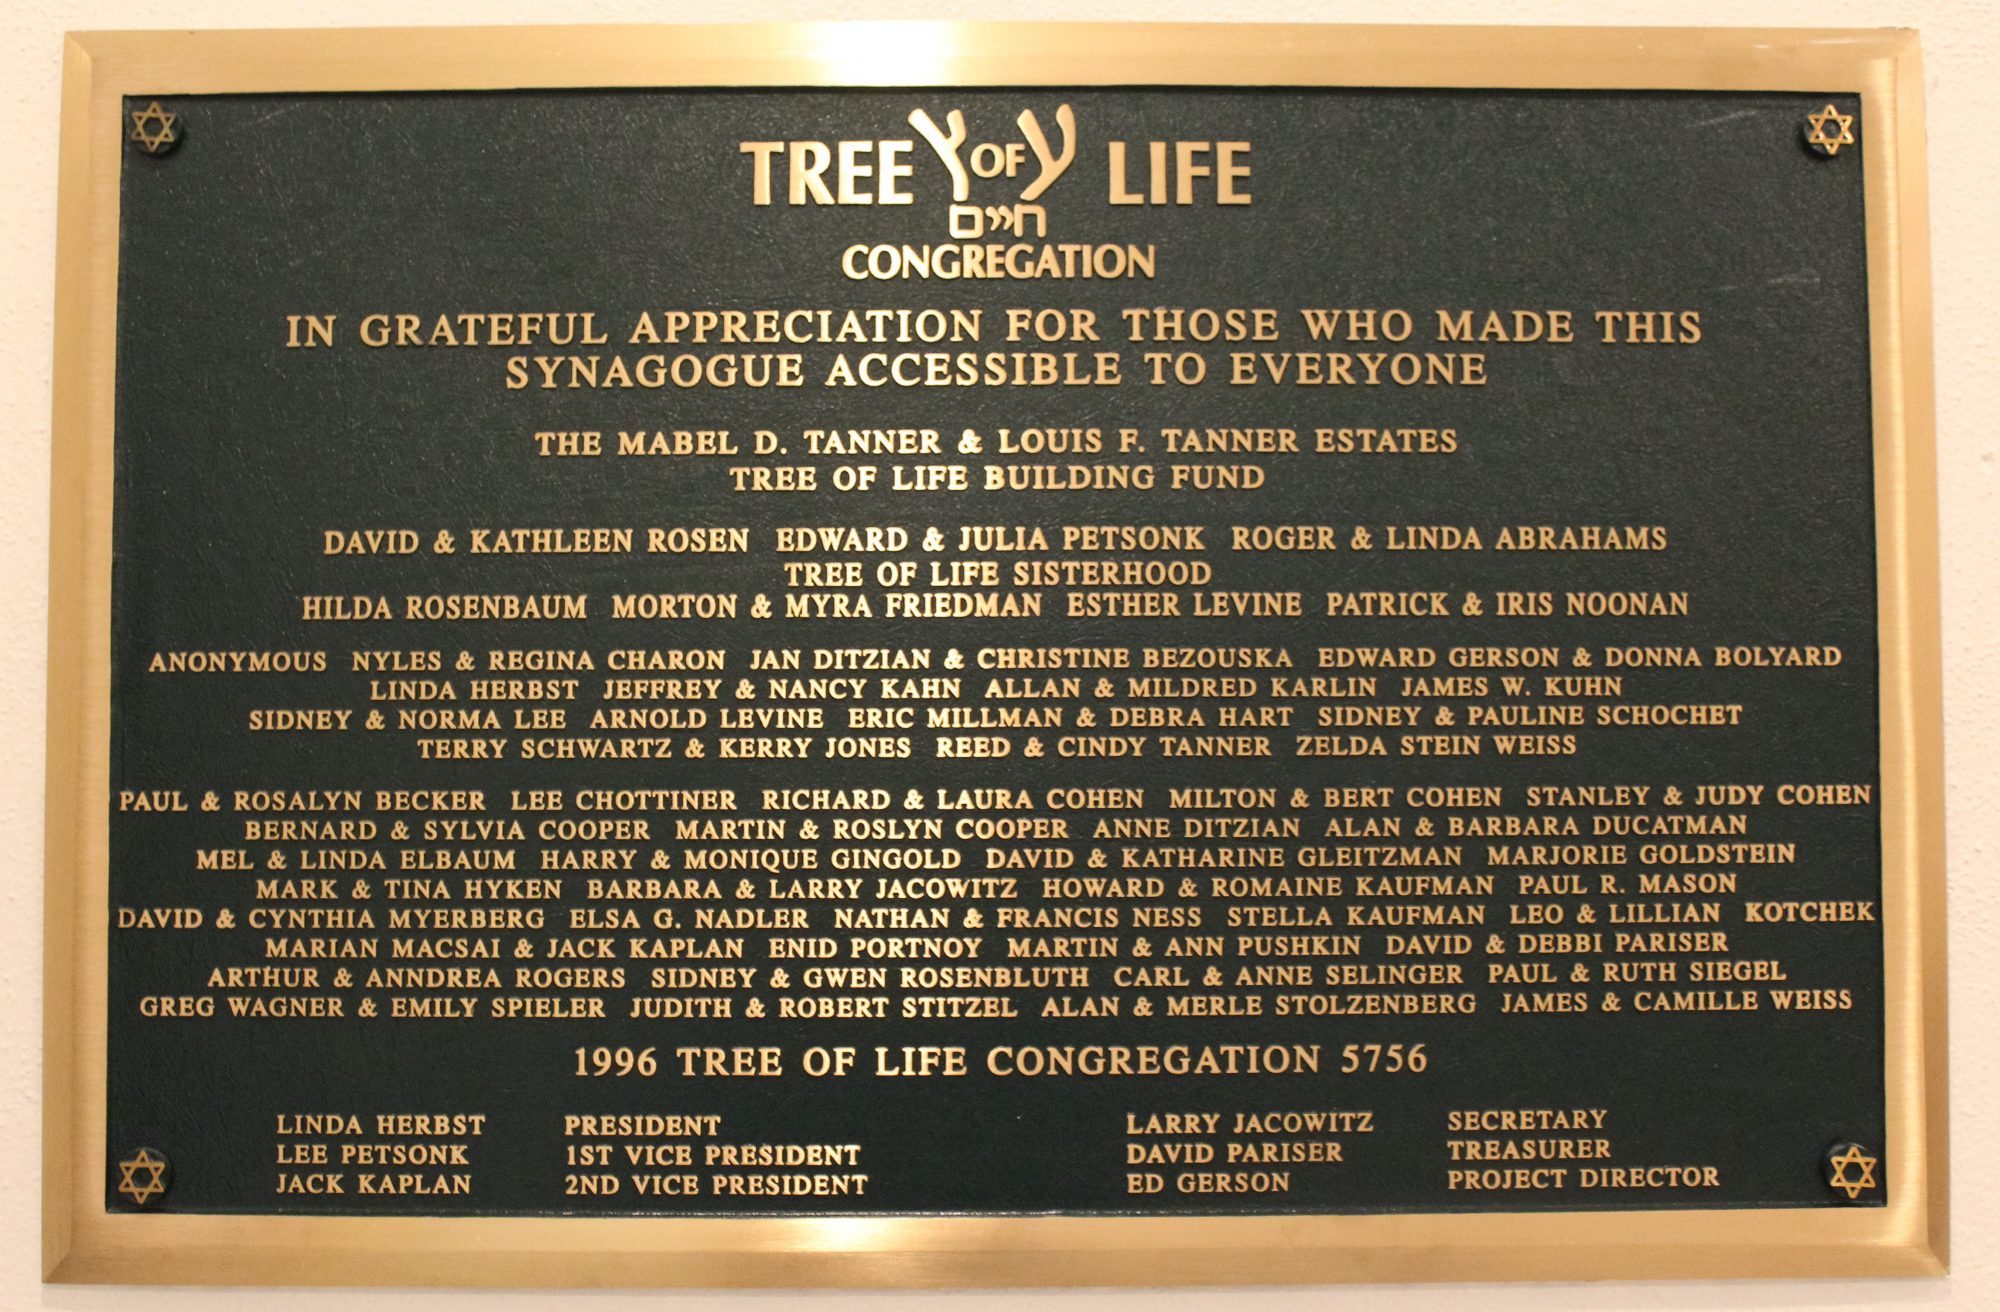 TREE עץ OF LIFE
חיים
CONGREGATION
IN GRATEFUL APPRECIATION FOR THOSE WHO MADE THIS
SYNAGOGUE ACCESSIBLE TO EVERYONE
THE MABEL D. TANNER & LOUIS F. TANNER ESTATES
TREE OF LIFE BUILDING FUND
DAVID & KATHLEEN ROSEN EDWARD & JULIA PETSONK ROGER & LINDA ABRAHAMS
TREE OF LIFE SISTERHOOD
HILDA ROSENBAUM MORTON & MYRA FRIEDMAN ESTHER LEVINE PATRICK & IRIS NOONAN
ANONYMOUS NYLES & REGINA CHARON JAN DITZIAN & CHRISTINE BEZOUSKA EDWARD GERSON & DONNA BOLYARD
LINDA HERBST JEFFREY & NANCY KAHN ALLAN & MILDRED KARLIN JAMES W. KUHN
SIDNEY & NORMA LEE ARNOLD LEVINE ERIC MILLMAN & DEBRA HART SIDNEY & PAULINE SCHOCHET
TERRY SCHWARTZ & KERRY JONES REED & CINDY TANNER ZELDA STEIN WEISS
PAUL & ROSALYN BECKER LEE CHOTTINER RICHARD & LAURA COHEN MILTON & BERT COHEN STANLEY & JUDY COHEN
BERNARD & SYLVIA COOPER MARTIN & ROSLYN COOPER ANNE DITZIAN ALAN & BARBARA DUCATMAN
MEL & LINDA ELBAUM HARRY & MONIQUE GINGOLD DAVID & KATHARINE GLEITZMAN MARJORIE GOLDSTEIN
MARK & TINA HYKEN BARBARA & LARRY JACOWITZ HOWARD & ROMAINE KAUFMAN PAUL R. MASON
DAVID & CYNTHIA MYERBERG ELSA G. NADLER NATHAN & FRANCIS NESS STELLA KAUFMAN LEO & LILLIAN KOTCHEK
MARIAN MACSAI & JACK KAPLAN ENID PORTNOY MARTIN & ANN PUSHKIN DAVID & DEBBI PARISER
ARTHUR & ANNDREA ROGERS SIDNEY & GWEN ROSENBLUTH CARL & ANNE SELINGER PAUL & RUTH SIEGEL
GREG WAGNER & EMILY SPIELER JUDITH & ROBERT STITZEL ALAN & MERLE STOLZENBERG JAMES & CAMILLE WEISS
1996 TREE OF LIFE CONGREGATION 5756
LINDA HERBST PRESIDENT LARRY JACOWITZ SECRETARY
LEE PETSONK 1ST VICE PRESIDENT DAVID PARISER TREASURER
JACK KAPLAN 2ND VICE PRESIDENT ED GERSON PROJECT DIRECTOR